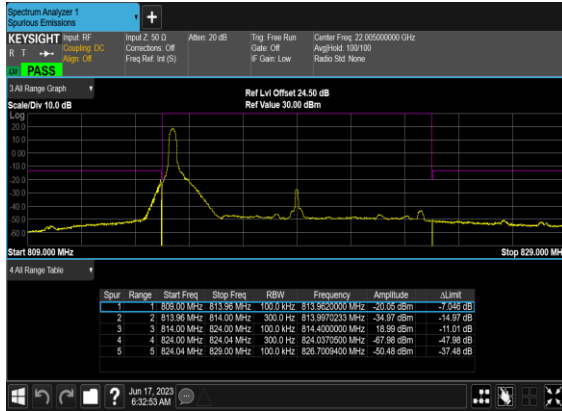 Spectrum Analyzer 1
Spurious Emissions
+
KEYSIGHT Input: RF Input Z: 50 Ω Atten: 20 dB Trig: Free Run Center Freq: 22.005000000 GHz
R T Coupling: DC Corrections: Off Gate: Off Avg|Hold: 100/100
Align: Off Freq Ref: Int (S) IF Gain: Low Radio Std: None
PASS
3 All Range Graph Ref Lvl Offset 24.50 dB
Scale/Div 10.0 dB Ref Value 30.00 dBm
Log
20.0
10.0
0.00
-10.0
-20.0
-30.0
-40.0
-50.0
-60.0
Start 809.000 MHz Stop 829.000 MHz
4 All Range Table
Spur Range Start Freq Stop Freq RBW Frequency Amplitude ΔLimit
1 1 809.00 MHz 813.96 MHz 100.0 kHz 813.9620000 MHz -20.05 dBm -7.046 dB
2 2 813.96 MHz 814.00 MHz 300.0 Hz 813.9970233 MHz -34.97 dBm -14.97 dB
3 3 814.00 MHz 824.00 MHz 100.0 kHz 814.4000000 MHz 18.99 dBm -11.01 dB
4 4 824.00 MHz 824.04 MHz 300.0 Hz 824.0370500 MHz -67.98 dBm -47.98 dB
5 5 824.04 MHz 829.00 MHz 100.0 kHz 826.7009400 MHz -50.48 dBm -37.48 dB
? Jun 17, 2023
6:32:53 AM